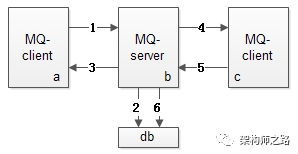 MQ-
client
a
1
3
MQ-
server
b
4
5
MQ-
client
c
2
6
db
架构师之路